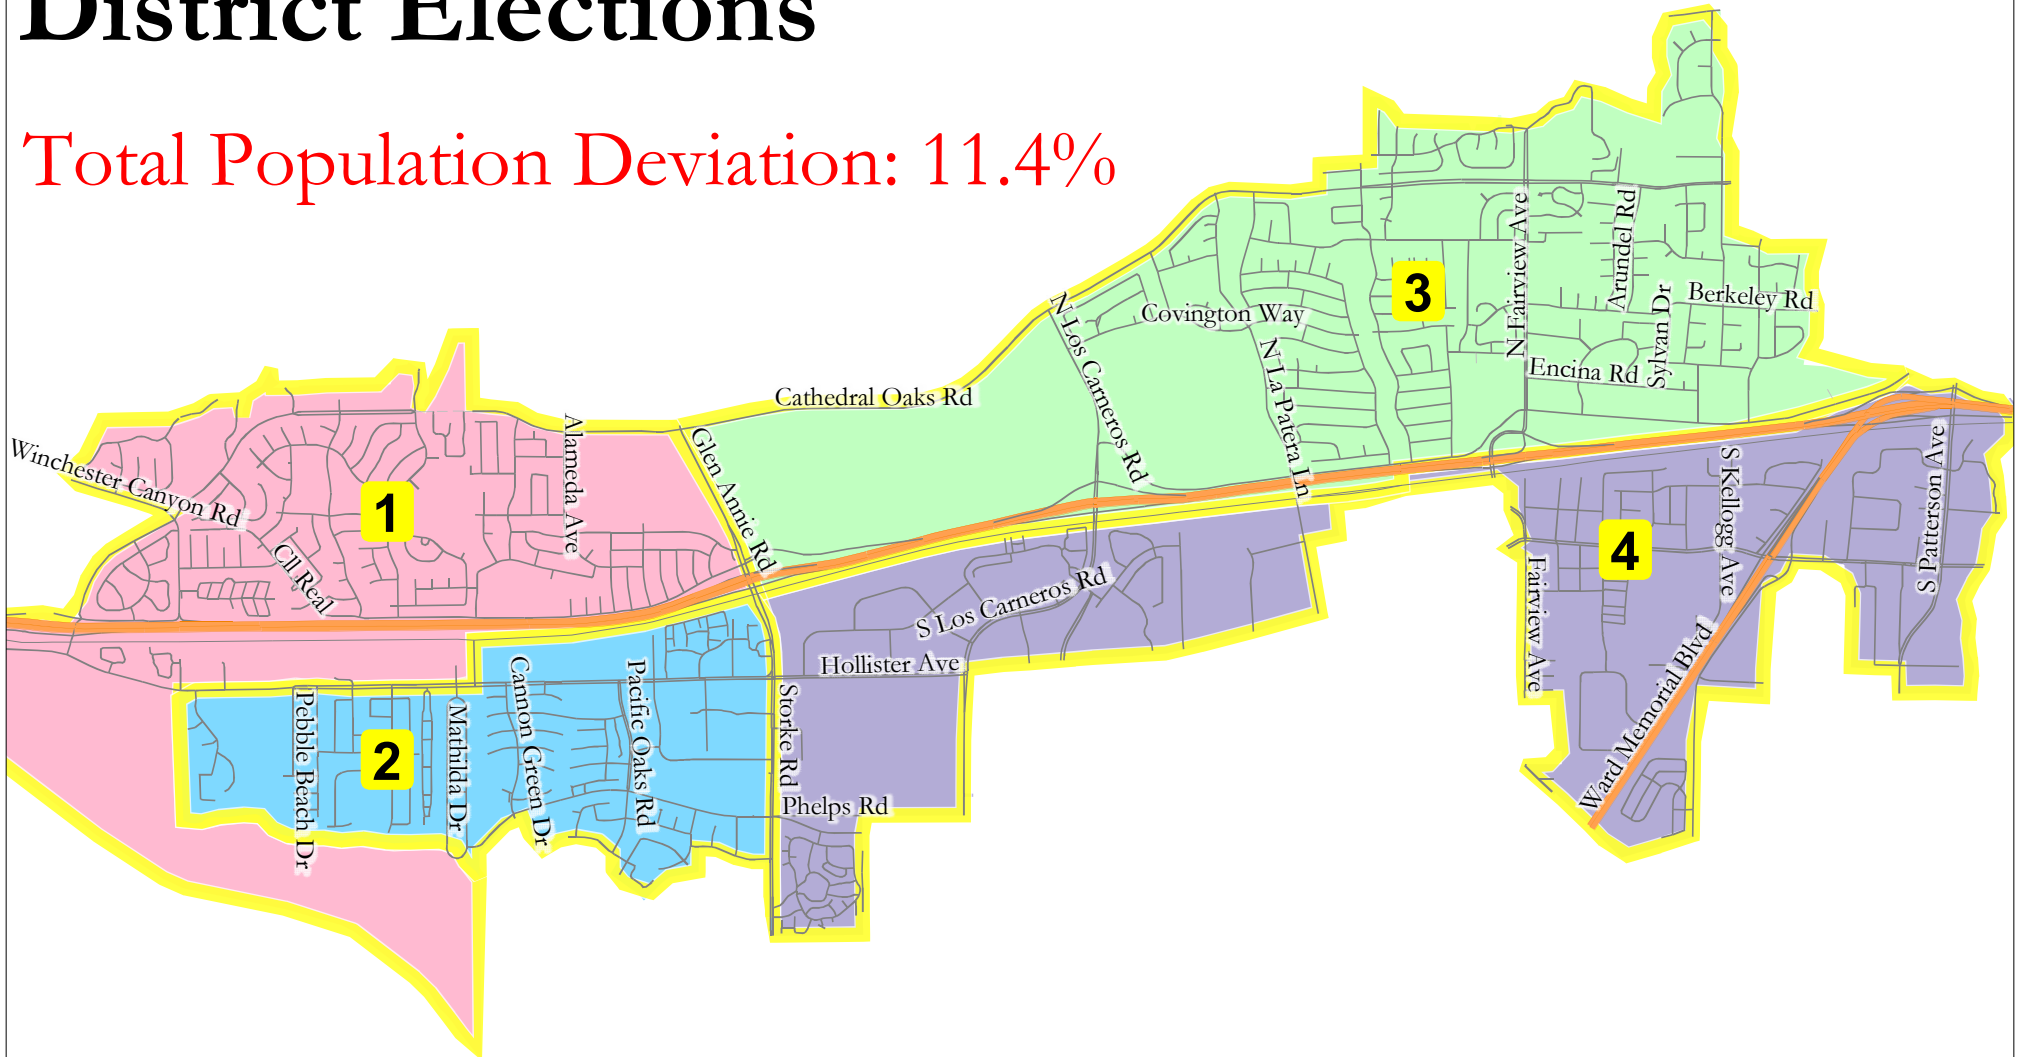 District Elections
Total Population Deviation: 11.4%
N Fairview Ave
Arundel Rd
3
Berkeley Rd
N Los Carneros Rd
Covington Way
Sylvan Dr
N La Patera Ln
Encina Rd
Cathedral Oaks Rd
Winchester Canyon Rd
Alameda Ave
Glen Annie Rd
1
Cll Real
S Kellogg Ave
S Patterson Ave
4
Fairview Ave
S Los Carneros Rd
Hollister Ave
Ward Memorial Blvd
Pebble Beach Dr
2
Mathilda Dr
Cannon Green Dr
Pacific Oaks Rd
Storke Rd
Phelps Rd